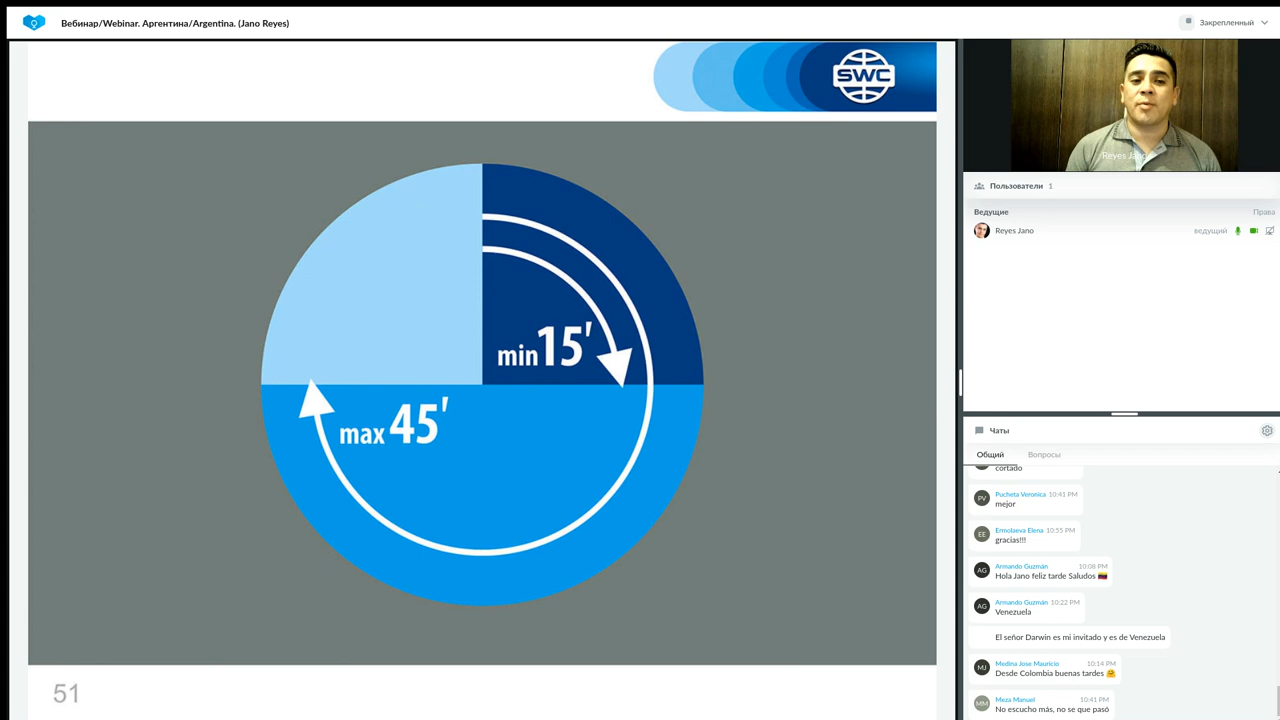 Вебинар/Webinar. Аргентина/Argentina. (Jano Reyes)
Закрепленный
SWC
min 15′
max 45′
51
Reyes Jano
Пользователи 1
Ведущие
Права
Reyes Jano
ведущий
Чаты
Общий
Вопросы
cortado
PV
Pucheta Veronica 10:41 PM
mejor
EE
Ermolaeva Elena 10:55 PM
gracias!!!
AG
Armando Guzmán 10:08 PM
Hola Jano feliz tarde Saludos 🇻🇪
AG
Armando Guzmán 10:22 PM
Venezuela
El señor Darwin es mi invitado y es de Venezuela
MJ
Medina Jose Mauricio 10:14 PM
Desde Colombia buenas tardes 🤗
MM
Meza Manuel 10:41 PM
No escucho más, no se que pasó